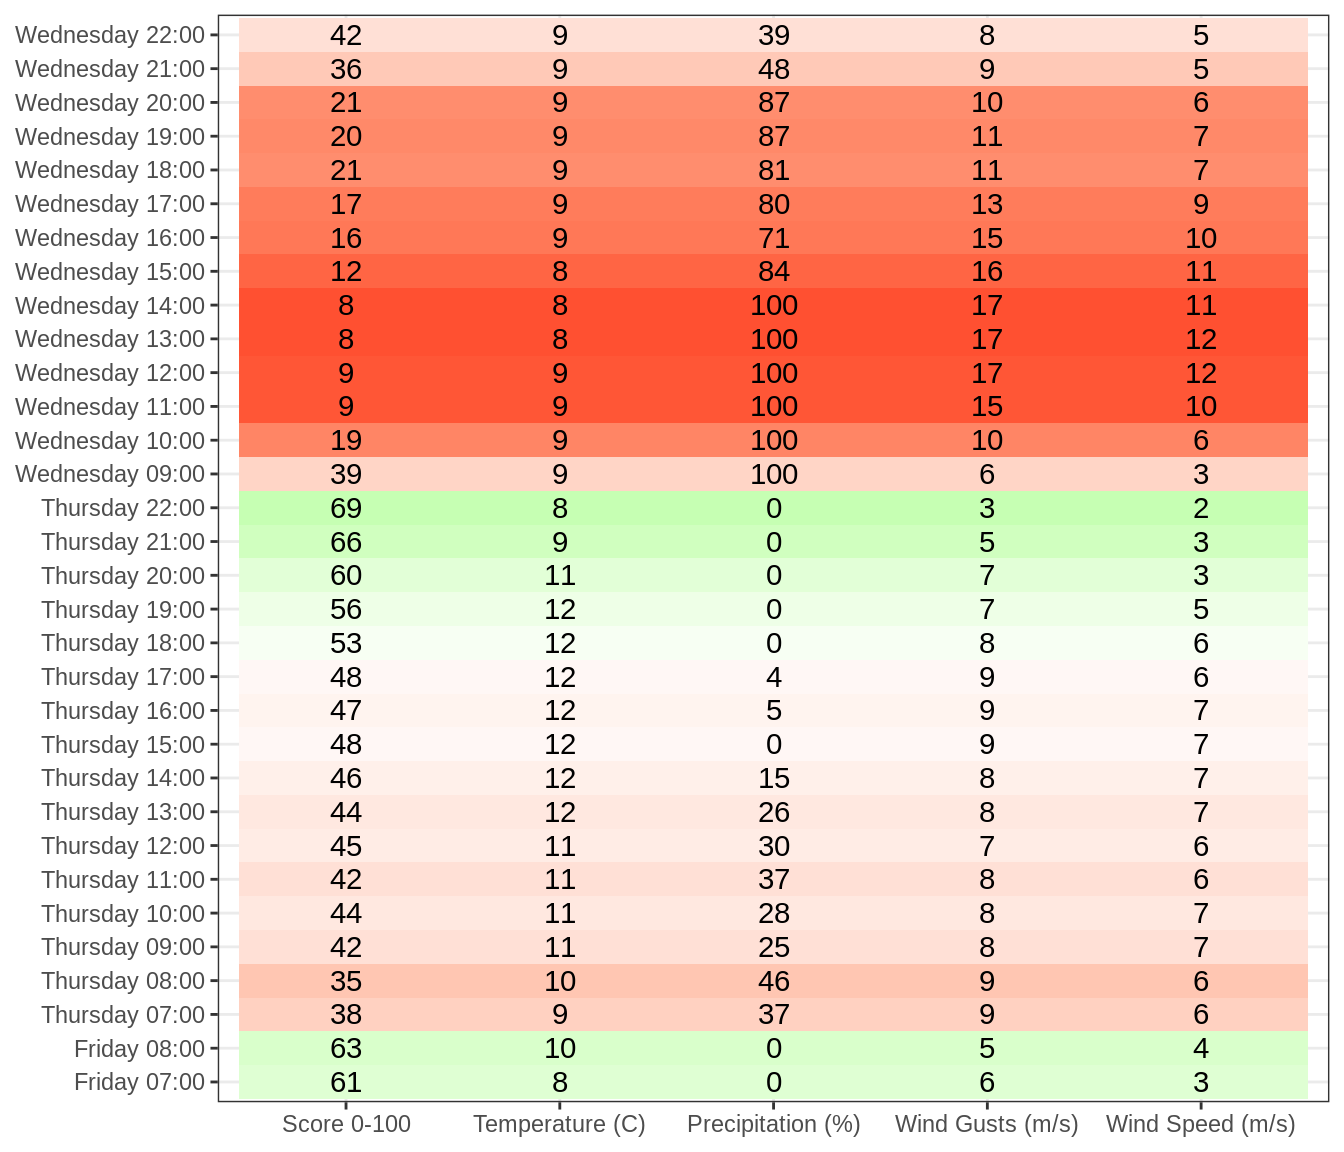 Wednesday 22:00 42 9 39 8 5
Wednesday 21:00 36 9 48 9 5
Wednesday 20:00 21 9 87 10 6
Wednesday 19:00 20 9 87 11 7
Wednesday 18:00 21 9 81 11 7
Wednesday 17:00 17 9 80 13 9
Wednesday 16:00 16 9 71 15 10
Wednesday 15:00 12 8 84 16 11
Wednesday 14:00 8 8 100 17 11
Wednesday 13:00 8 8 100 17 12
Wednesday 12:00 9 9 100 17 12
Wednesday 11:00 9 9 100 15 10
Wednesday 10:00 19 9 100 10 6
Wednesday 09:00 39 9 100 6 3
Thursday 22:00 69 8 0 3 2
Thursday 21:00 66 9 0 5 3
Thursday 20:00 60 11 0 7 3
Thursday 19:00 56 12 0 7 5
Thursday 18:00 53 12 0 8 6
Thursday 17:00 48 12 4 9 6
Thursday 16:00 47 12 5 9 7
Thursday 15:00 48 12 0 9 7
Thursday 14:00 46 12 15 8 7
Thursday 13:00 44 12 26 8 7
Thursday 12:00 45 11 30 7 6
Thursday 11:00 42 11 37 8 6
Thursday 10:00 44 11 28 8 7
Thursday 09:00 42 11 25 8 7
Thursday 08:00 35 10 46 9 6
Thursday 07:00 38 9 37 9 6
Friday 08:00 63 10 0 5 4
Friday 07:00 61 8 0 6 3
Score 0-100 Temperature (C) Precipitation (%) Wind Gusts (m/s) Wind Speed (m/s)